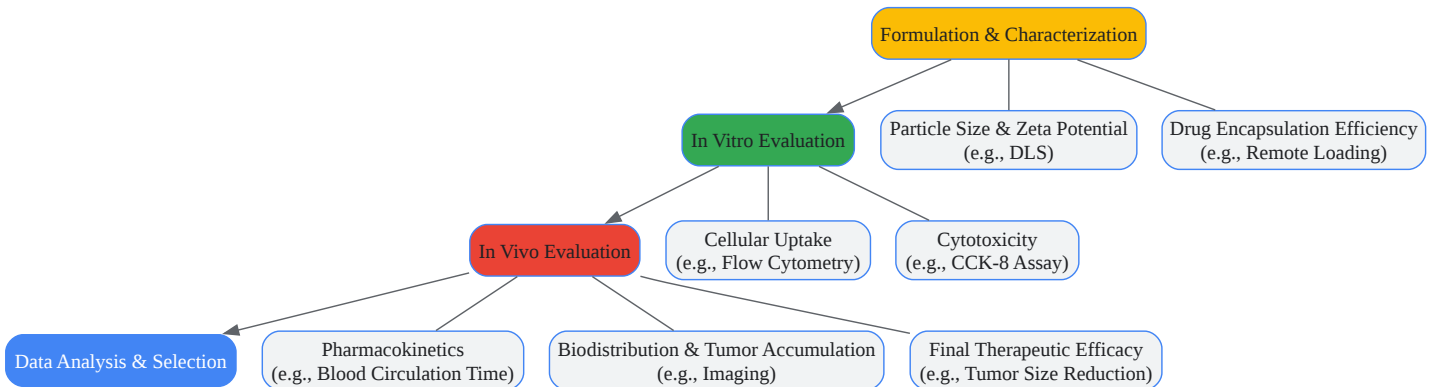 Formulation & Characterization
In Vitro Evaluation
Particle Size & Zeta Potential
(e.g., DLS)
Drug Encapsulation Efficiency
(e.g., Remote Loading)
In Vivo Evaluation
Cellular Uptake
(e.g., Flow Cytometry)
Cytotoxicity
(e.g., CCK-8 Assay)
Data Analysis & Selection
Pharmacokinetics
(e.g., Blood Circulation Time)
Biodistribution & Tumor Accumulation
(e.g., Imaging)
Final Therapeutic Efficacy
(e.g., Tumor Size Reduction)